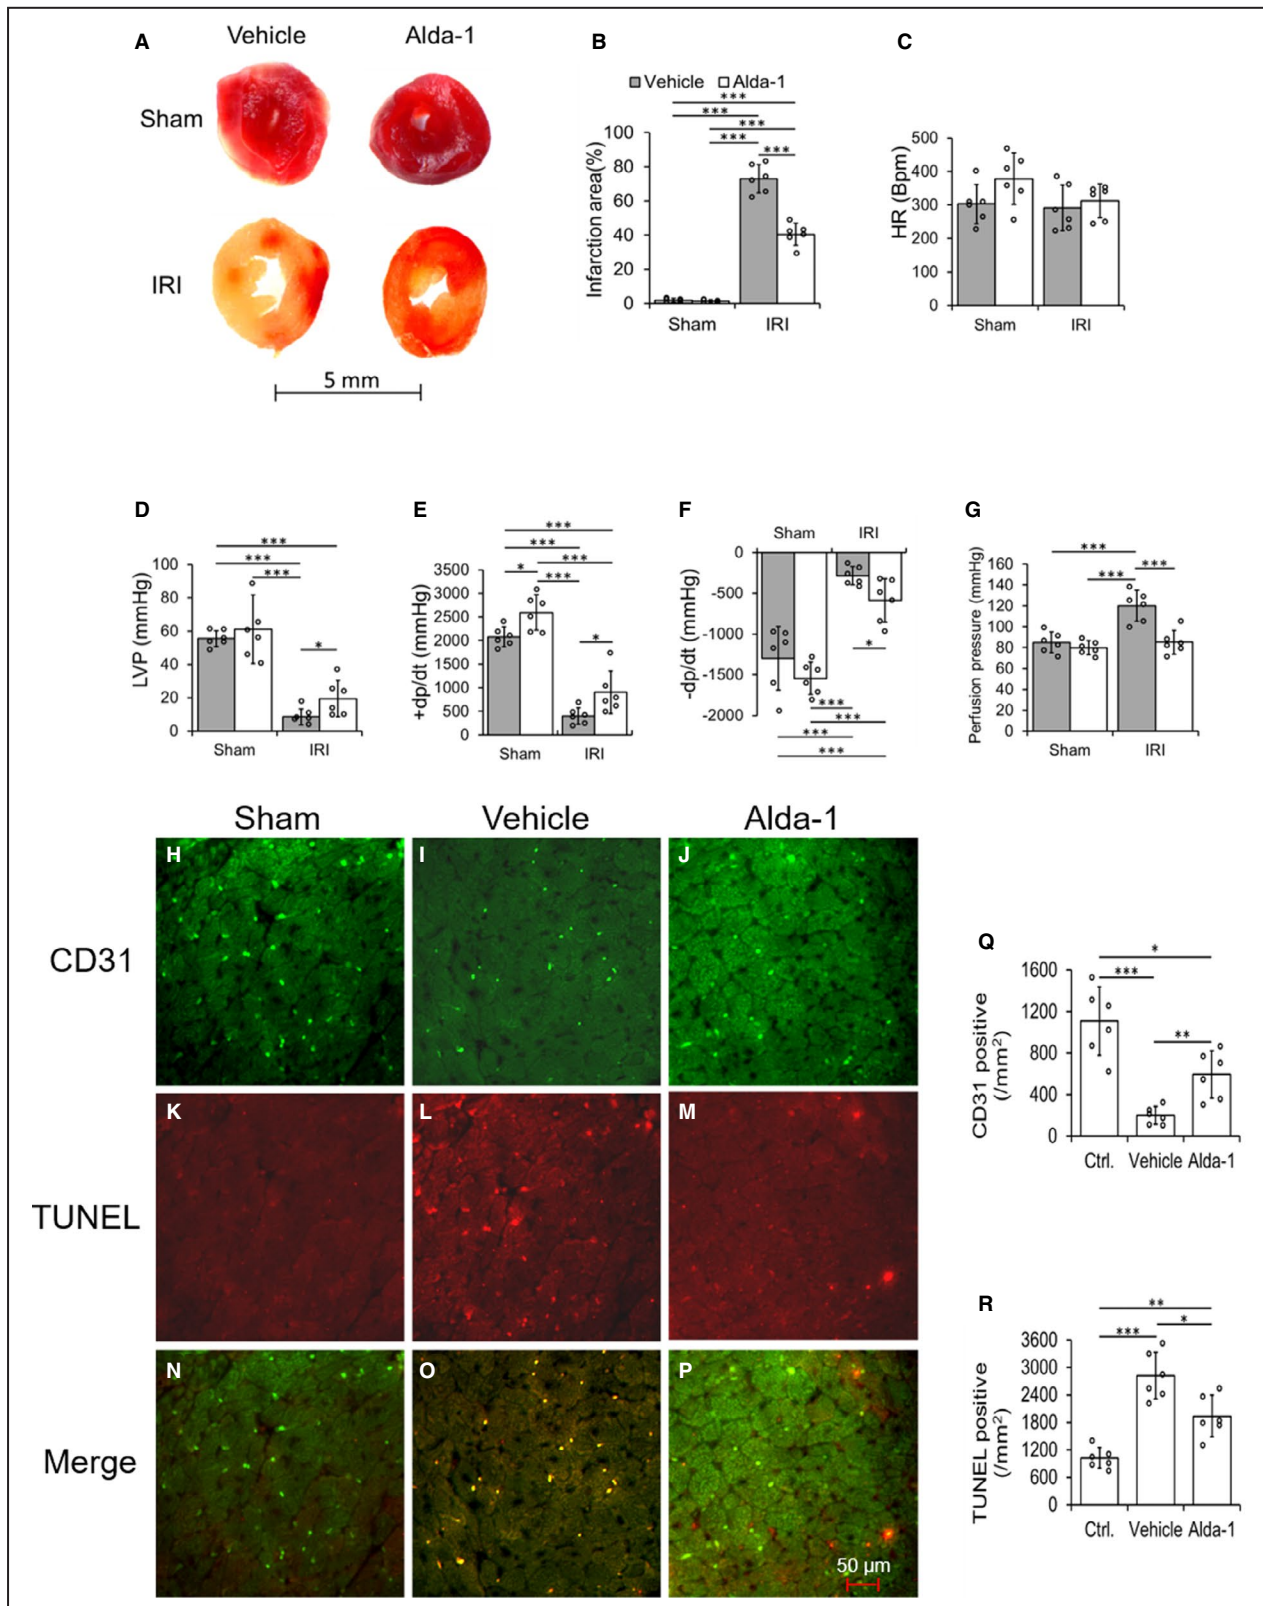 A
Vehicle
Alda-1
Sham
IRI
5 mm
B
Vehicle
Alda-1
***
***
***
***
***
Infarction area(%)
100
80
60
40
20
0
Sham
IRI
C
HR (Bpm)
500
400
300
200
100
0
Sham
IRI
D
***
***
***
*
LVP (mmHg)
100
80
60
40
20
0
Sham
IRI
E
***
***
***
*
***
*
+dp/dt (mmHg)
3500
3000
2500
2000
1500
1000
500
0
Sham
IRI
F
Sham
IRI
-dp/dt (mmHg)
0
-500
-1000
-1500
-2000
*
***
***
***
***
G
***
***
***
Perfusion pressure (mmHg)
160
140
120
100
80
60
40
20
0
Sham
IRI
Sham
Vehicle
Alda-1
CD31
H
I
J
TUNEL
K
L
M
Merge
N
O
P
50 µm
Q
*
***
**
CD31 positive
(/mm²)
1600
1200
800
400
0
Ctrl.
Vehicle
Alda-1
R
**
***
*
TUNEL positive
(/mm²)
3600
3000
2400
1800
1200
600
0
Ctrl.
Vehicle
Alda-1